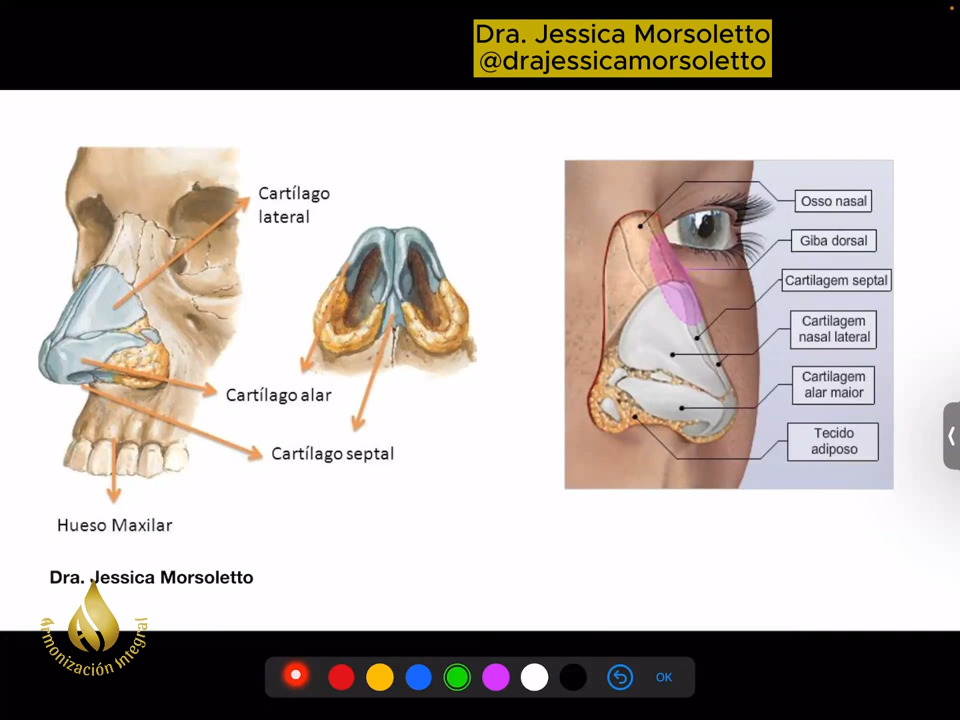 Dra. Jessica Morsoletto
@drajessicamorsoletto
Cartílago
lateral
Cartílago alar
Cartílago septal
Hueso Maxilar
Osso nasal
Giba dorsal
Cartilagem septal
Cartilagem
nasal lateral
Cartilagem
alar maior
Tecido
adiposo
Dra. Jessica Morsoletto
Armonización Integral
OK